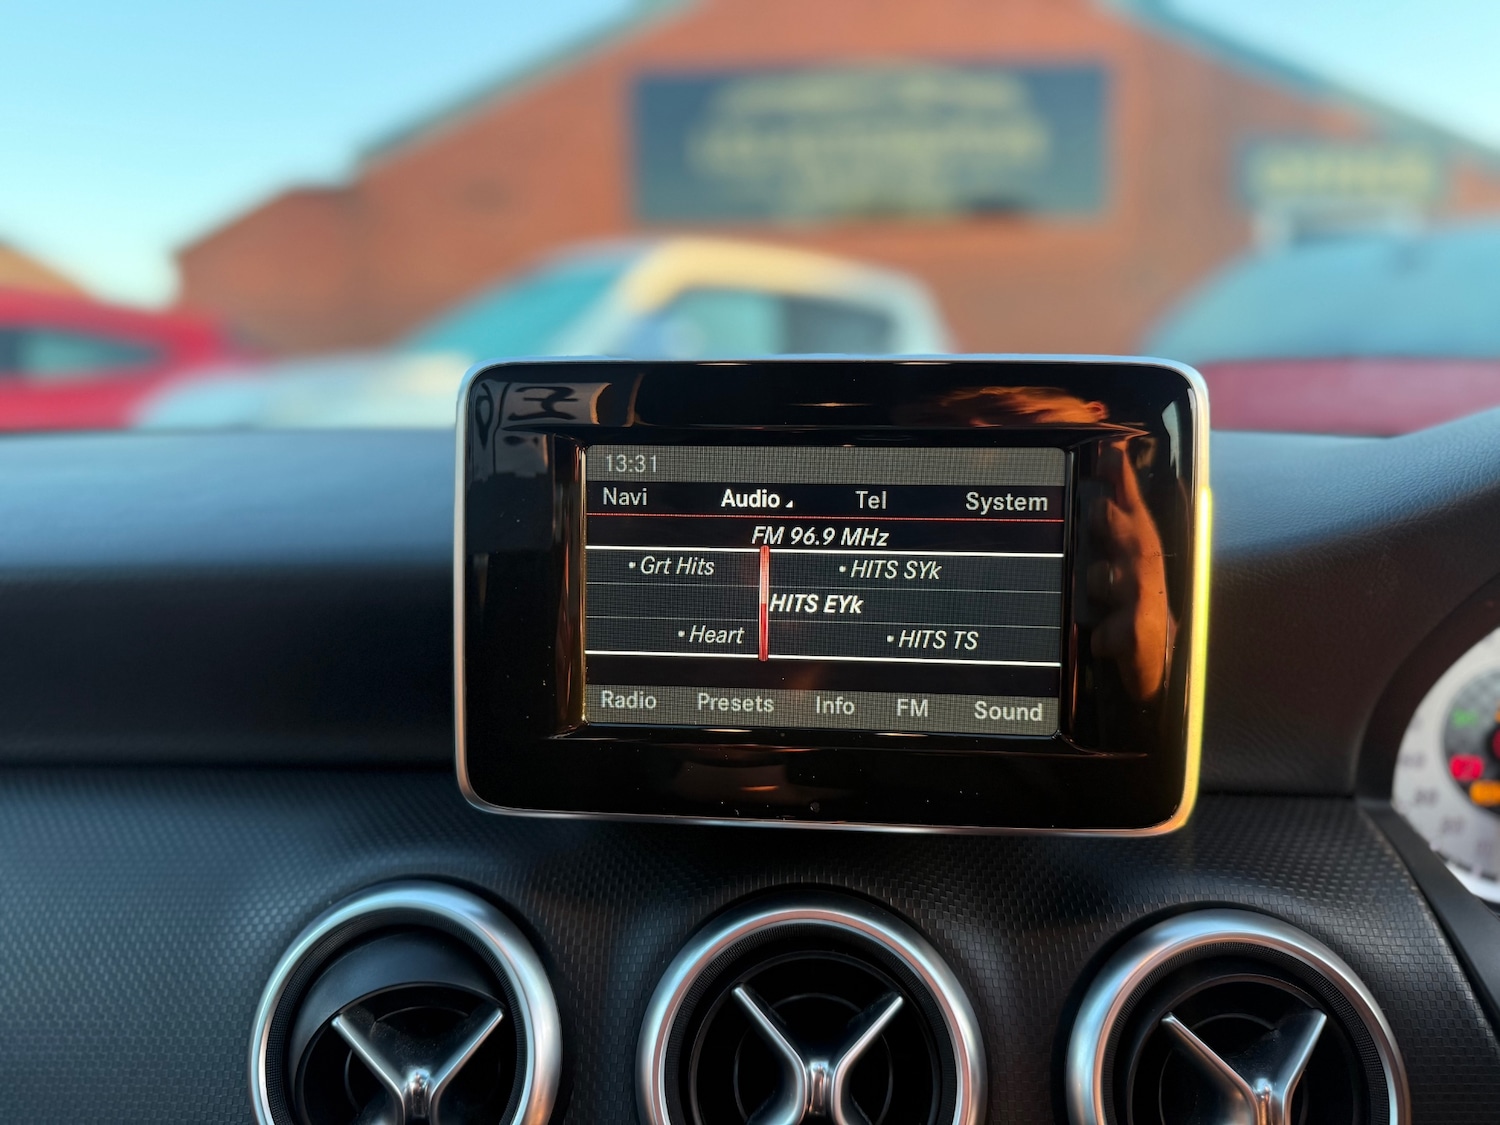 13:31
Navi Audio Tel System
FM 96.9 MHz
• Grt Hits • HITS SYk
HITS EYk
• Heart • HITS TS
Radio Presets Info FM Sound